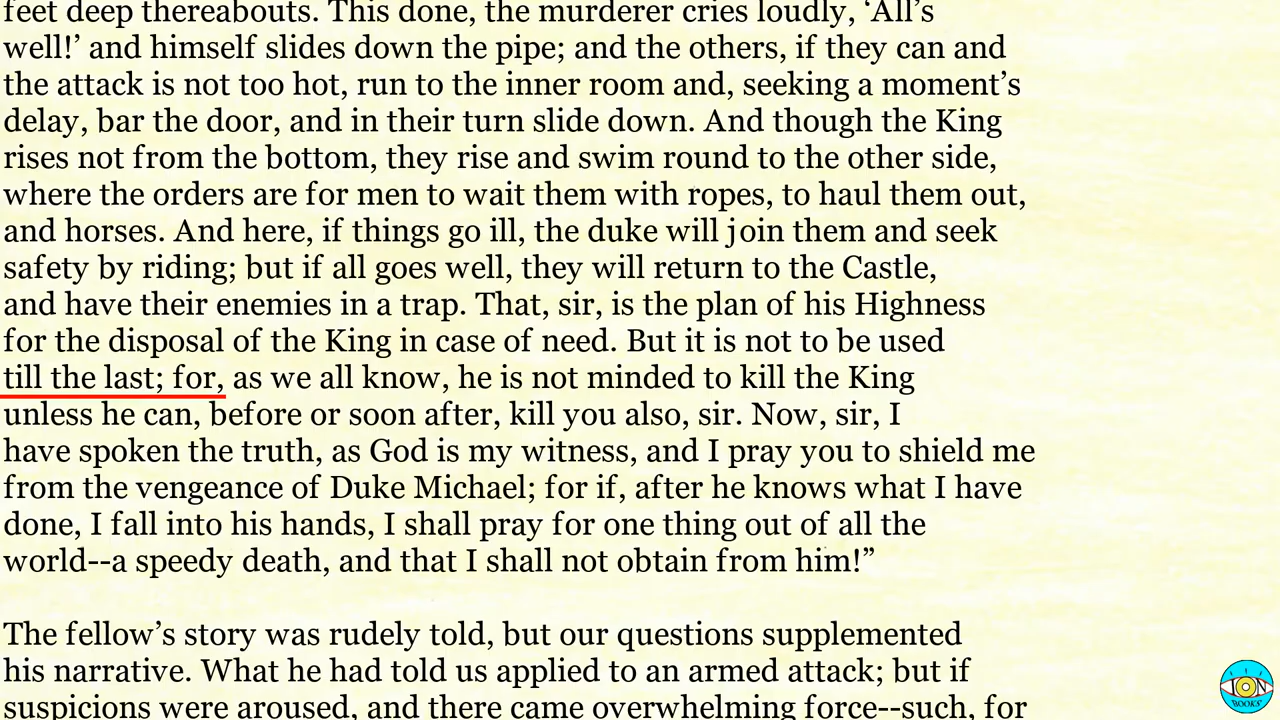 feet deep thereabouts. This done, the murderer cries loudly, ‘All’s
well!’ and himself slides down the pipe; and the others, if they can and
the attack is not too hot, run to the inner room and, seeking a moment’s
delay, bar the door, and in their turn slide down. And though the King
rises not from the bottom, they rise and swim round to the other side,
where the orders are for men to wait them with ropes, to haul them out,
and horses. And here, if things go ill, the duke will join them and seek
safety by riding; but if all goes well, they will return to the Castle,
and have their enemies in a trap. That, sir, is the plan of his Highness
for the disposal of the King in case of need. But it is not to be used
till the last; for, as we all know, he is not minded to kill the King
unless he can, before or soon after, kill you also, sir. Now, sir, I
have spoken the truth, as God is my witness, and I pray you to shield me
from the vengeance of Duke Michael; for if, after he knows what I have
done, I fall into his hands, I shall pray for one thing out of all the
world--a speedy death, and that I shall not obtain from him!”
The fellow’s story was rudely told, but our questions supplemented
his narrative. What he had told us applied to an armed attack; but if
suspicions were aroused, and there came overwhelming force--such, for
ION
BOOKS